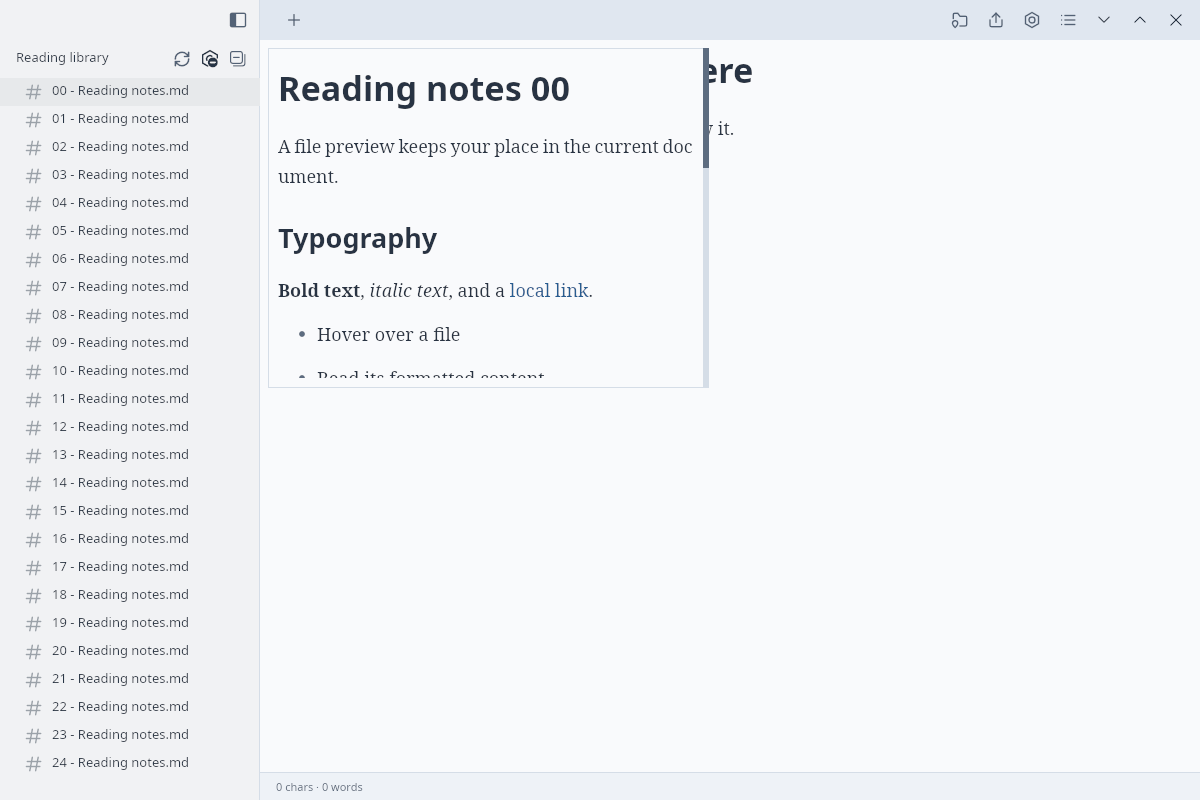 Reading library
00 - Reading notes.md
01 - Reading notes.md
02 - Reading notes.md
03 - Reading notes.md
04 - Reading notes.md
05 - Reading notes.md
06 - Reading notes.md
07 - Reading notes.md
08 - Reading notes.md
09 - Reading notes.md
10 - Reading notes.md
11 - Reading notes.md
12 - Reading notes.md
13 - Reading notes.md
14 - Reading notes.md
15 - Reading notes.md
16 - Reading notes.md
17 - Reading notes.md
18 - Reading notes.md
19 - Reading notes.md
20 - Reading notes.md
21 - Reading notes.md
22 - Reading notes.md
23 - Reading notes.md
24 - Reading notes.md
Reading notes 00
A file preview keeps your place in the current doc
ument.
Typography
Bold text, italic text, and a local link.
• Hover over a file
• Read its formatted content
it.
0 chars · 0 words